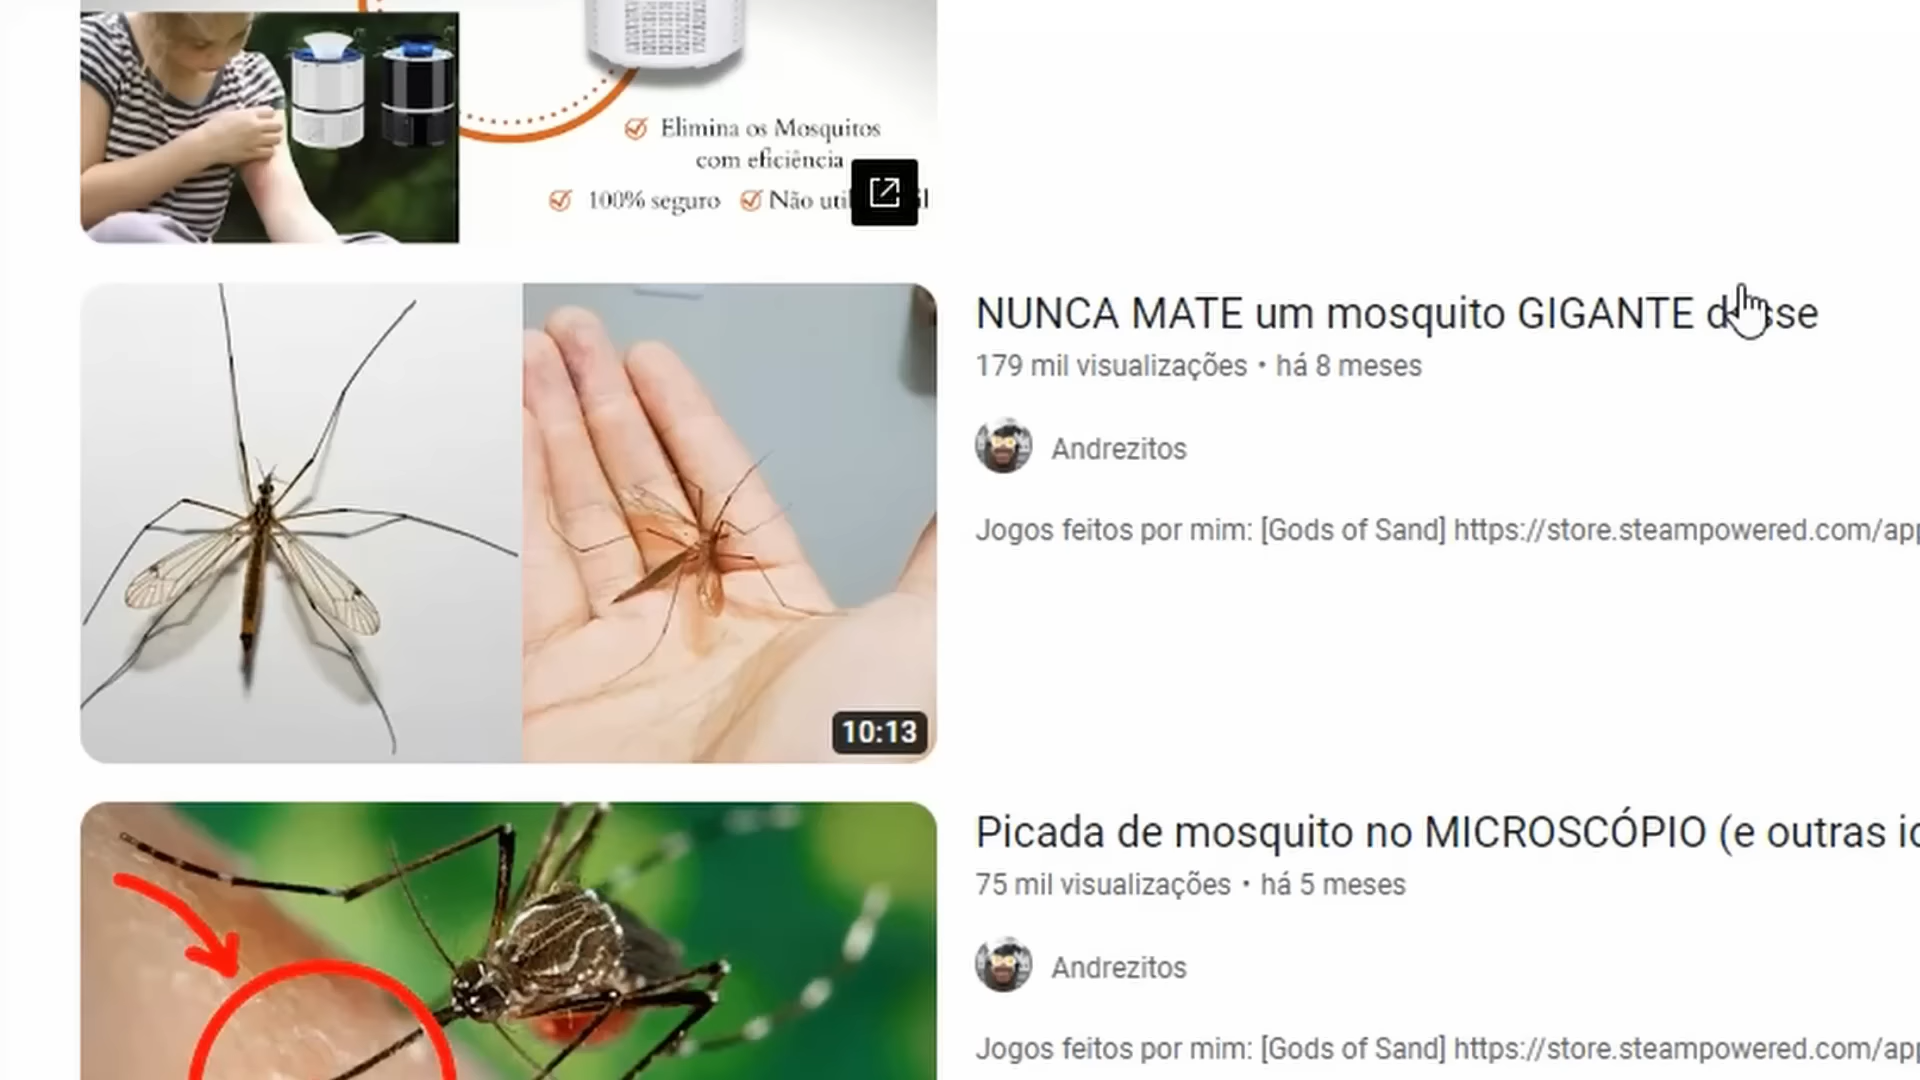 Elimina os Mosquitos
com eficiência
100% seguro
Não
NUNCA MATE um mosquito GIGANTE desse
179 mil visualizações • há 8 meses
Andrezitos
Jogos feitos por mim: [Gods of Sand] https://store.steampowered.com/app
10:13
Picada de mosquito no MICROSCÓPIO (e outras
75 mil visualizações • há 5 meses
Andrezitos
Jogos feitos por mim: [Gods of Sand] https://store.steampowered.com/app